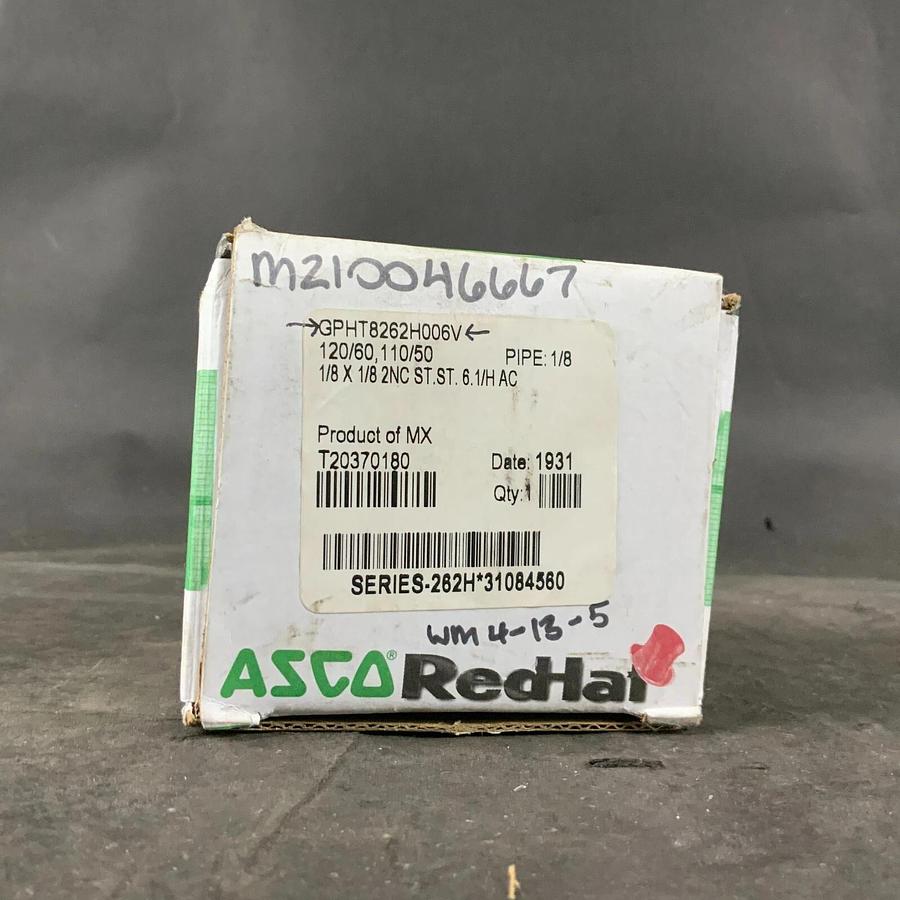 M210046667
→GPHT8262H006V←
120/60,110/50 PIPE: 1/8
1/8 X 1/8 2NC ST.ST. 6.1/H AC
Product of MX
T20370180 Date: 1931
Qty: 1
SERIES-262H*31084560
WM 4-13-5
ASCO® RedHat